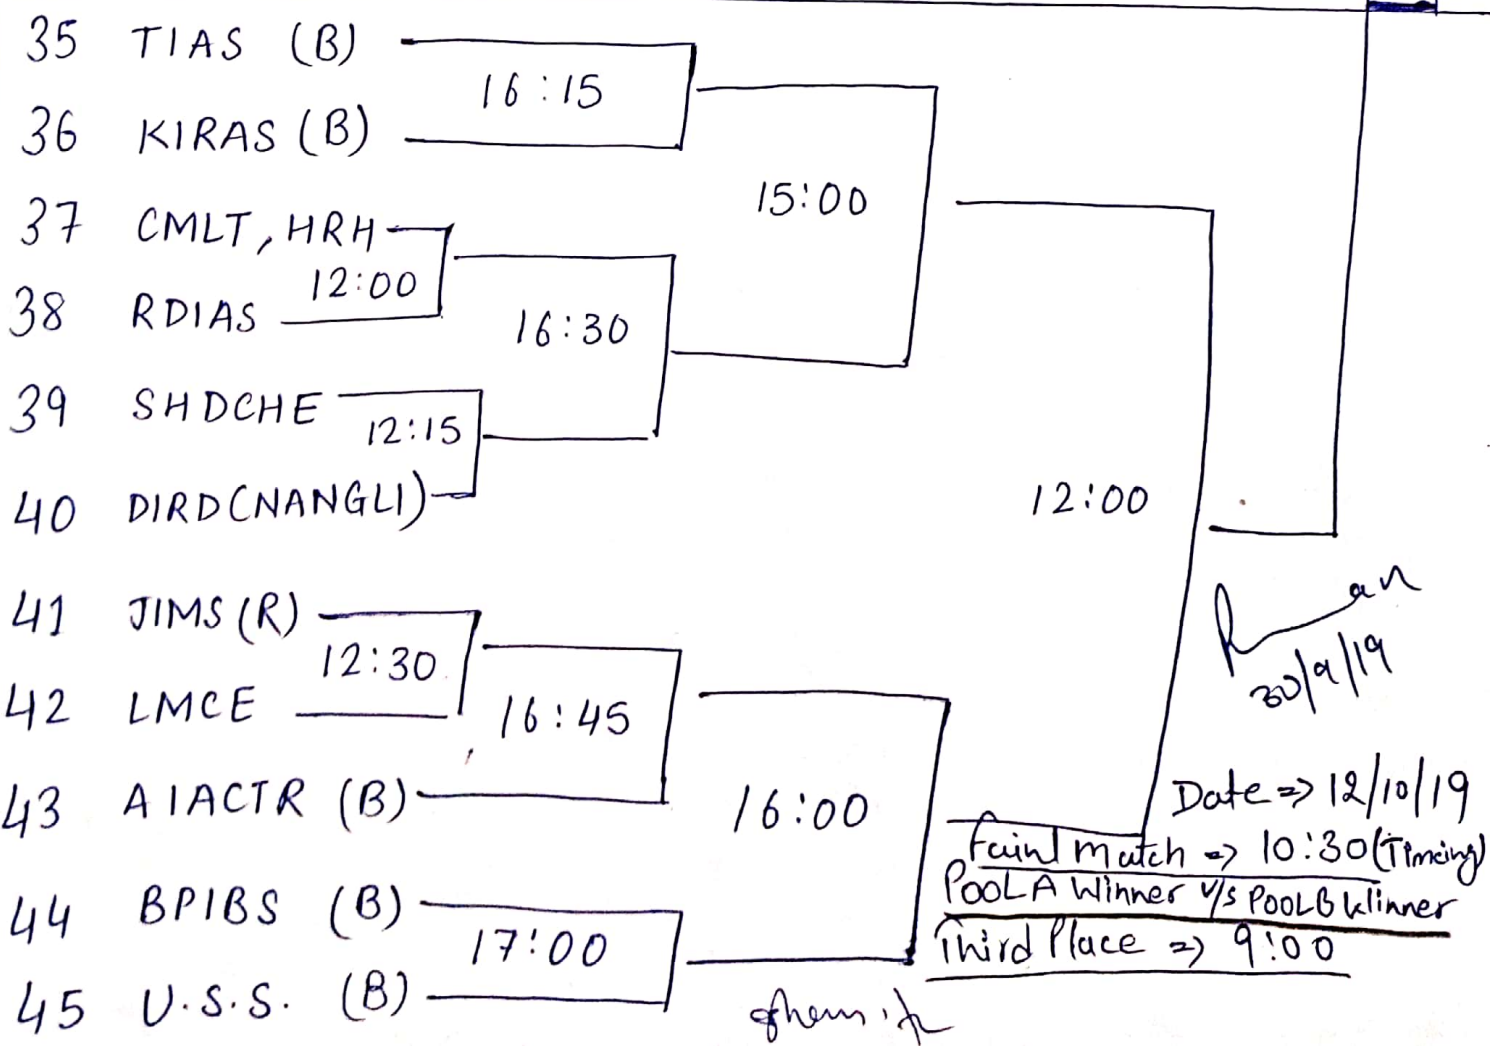 35 TIAS (B)
16:15
36 KIRAS (B)
15:00
37 CMLT, HRH
12:00
38 RDIAS
16:30
39 SHDCHE
12:15
40 DIRD (NANGLI)
12:00
41 JIMS (R)
12:30
42 LMCE
16:45
30/9/19
43 AIACTR (B)
16:00
Date => 12/10/19
Fainl match => 10:30 (Timcing)
POOL A Winner v/s POOL B Winner
44 BPIBS (B)
17:00
Third Place => 9:00
45 U.S.S. (B)